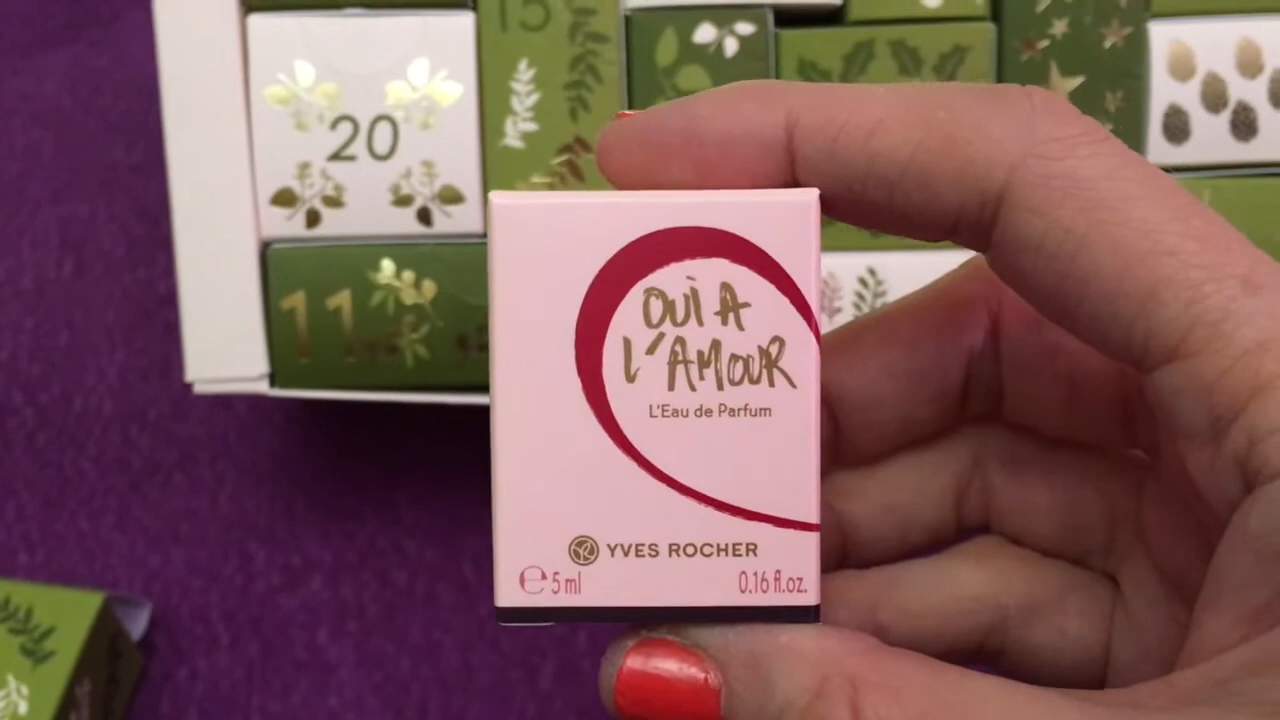 15
20
11
OUI A
L'AMOUR
L'Eau de Parfum
YVES ROCHER
℮ 5 ml
0.16 fl.oz.